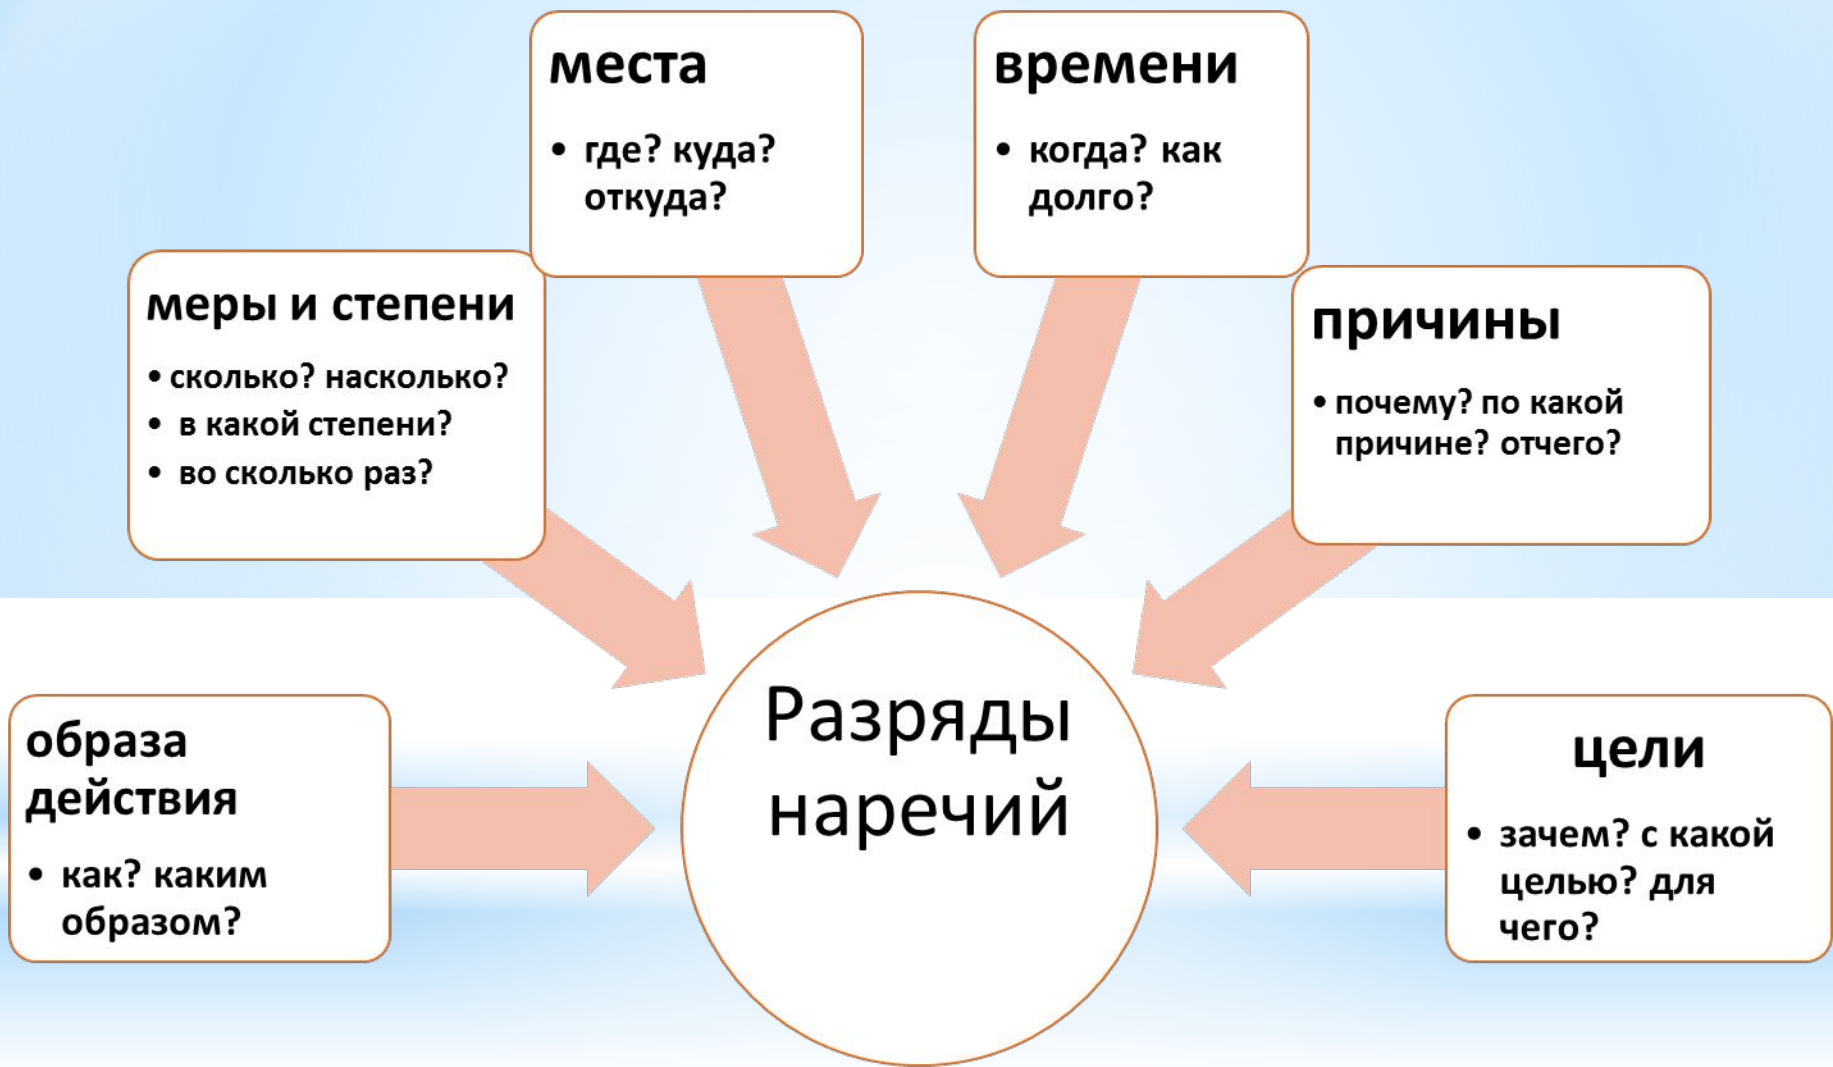 места
• где? куда?
откуда?
времени
• когда? как
долго?
меры и степени
• сколько? насколько?
• в какой степени?
• во сколько раз?
причины
• почему? по какой
причине? отчего?
образа
действия
• как? каким
образом?
Разряды
наречий
цели
• зачем? с какой
целью? для
чего?